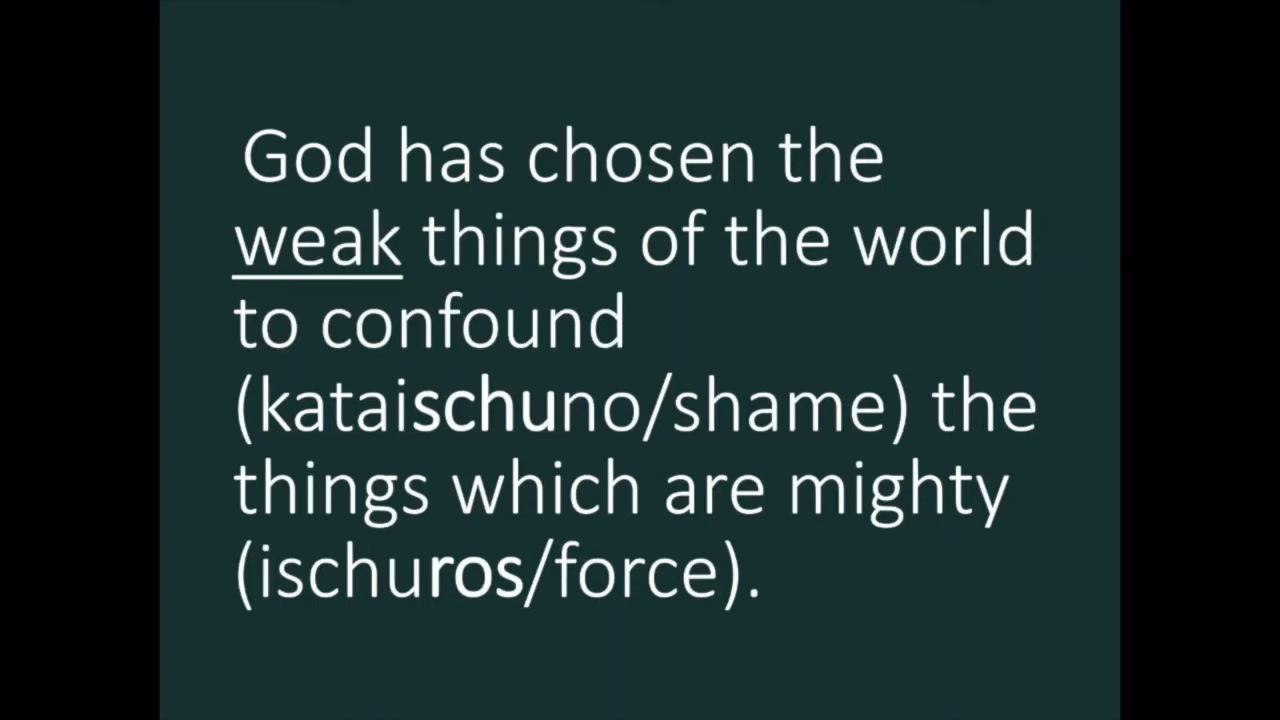 God has chosen the
weak things of the world
to confound
(kataischuno/shame) the
things which are mighty
(ischuros/force).